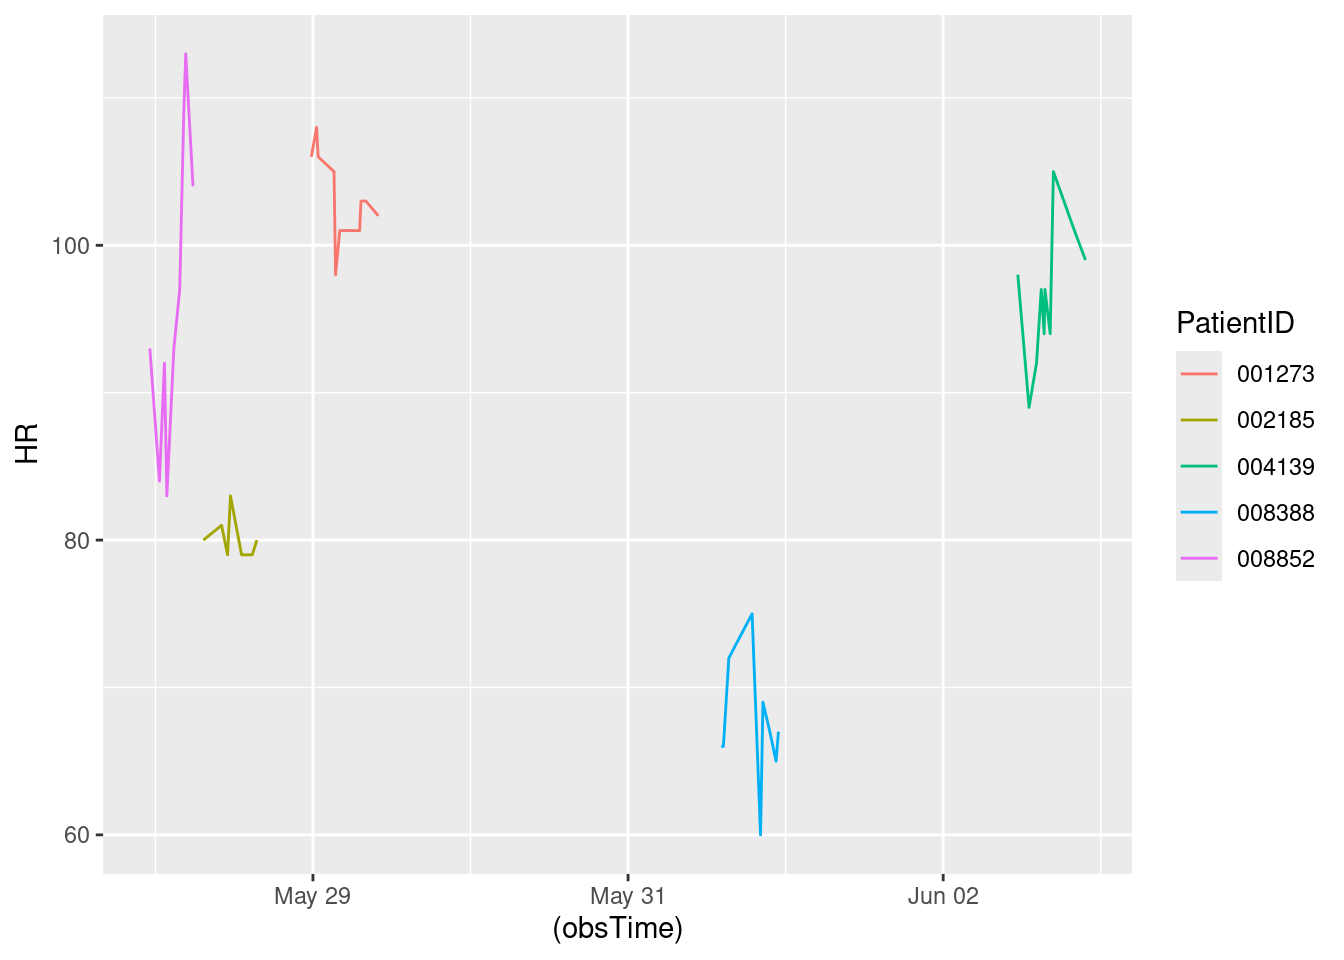 100
80
60
HR
May 29
May 31
Jun 02
(obsTime)
PatientID
001273
002185
004139
008388
008852